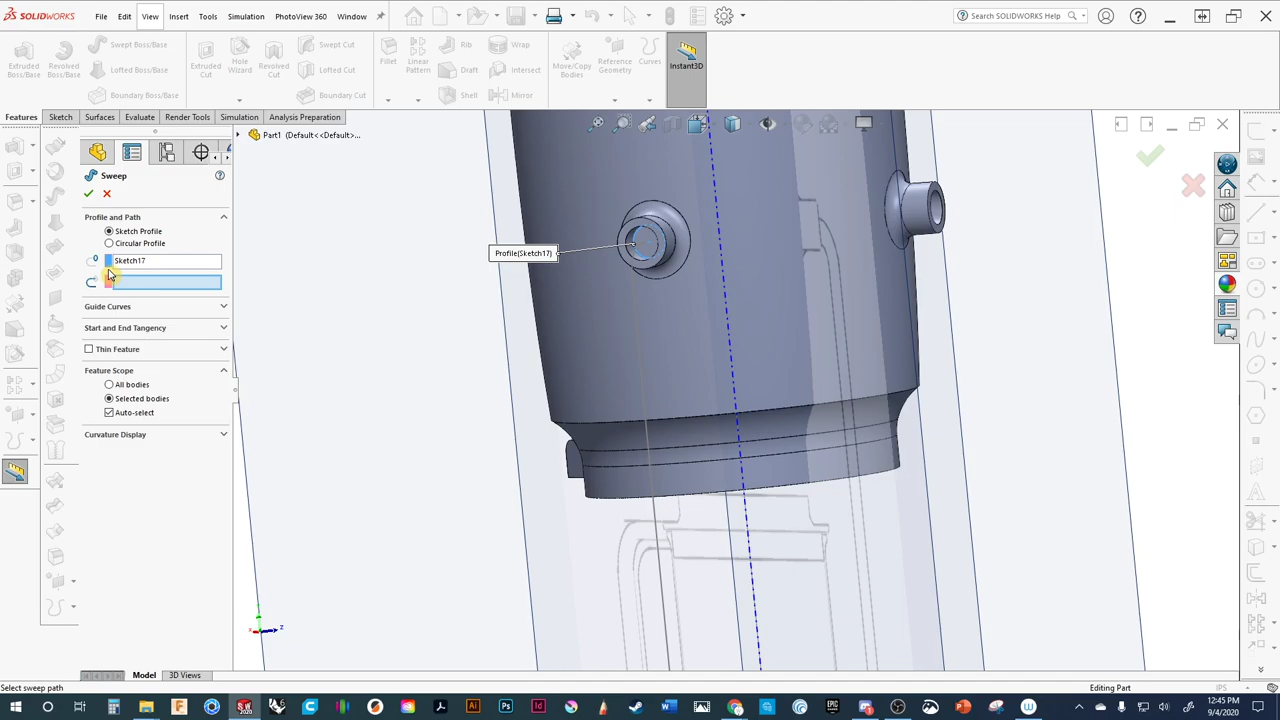 SOLIDWORKS
File
Edit
View
Insert
Tools
Simulation
PhotoView 360
Window
Search SOLIDWORKS Help
Extruded
Boss/Base
Revolved
Boss/Base
Swept Boss/Base
Lofted Boss/Base
Boundary Boss/Base
Extruded
Cut
Hole
Wizard
Revolved
Cut
Swept Cut
Lofted Cut
Boundary Cut
Fillet
Linear
Pattern
Rib
Draft
Shell
Wrap
Intersect
Mirror
Move/Copy
Bodies
Reference
Geometry
Curves
Instant3D
Features
Sketch
Surfaces
Evaluate
Render Tools
Simulation
Analysis Preparation
Part1 (Default<<Default>...
Sweep
Profile and Path
Sketch Profile
Circular Profile
Sketch17
Guide Curves
Start and End Tangency
Thin Feature
Feature Scope
All bodies
Selected bodies
Auto-select
Curvature Display
Profile(Sketch17)
x
z
Model
3D Views
Select sweep path
Editing Part
IPS
12:45 PM
9/4/2020